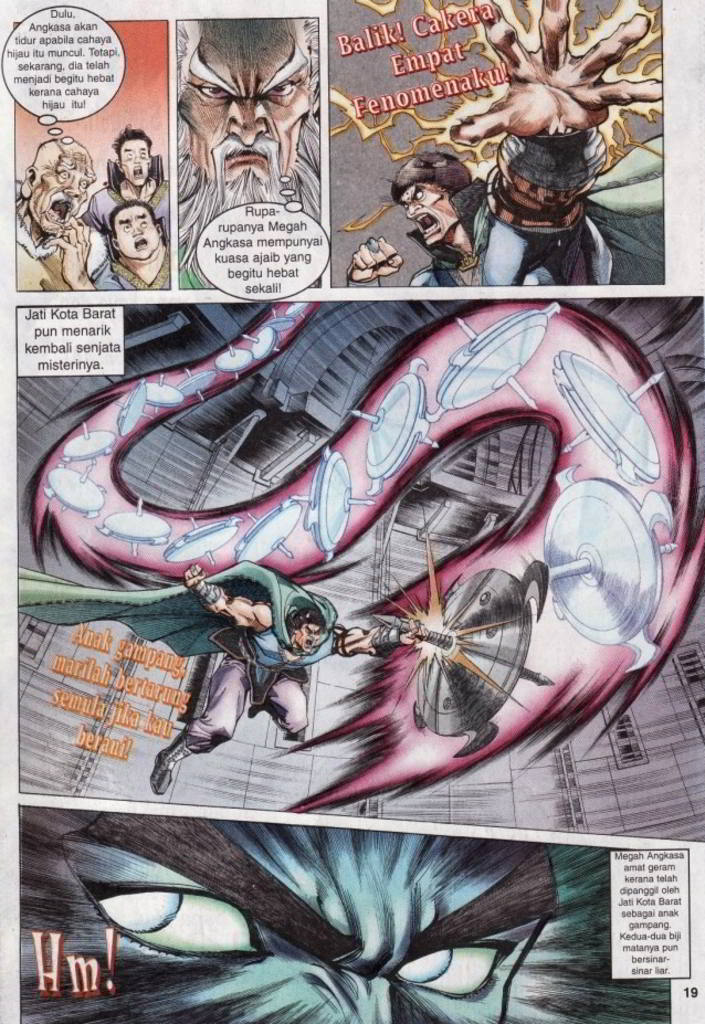 Dulu,
Angkasa akan
tidur apabila cahaya
hijau itu muncul. Tetapi,
sekarang, dia telah
menjadi begitu hebat
kerana cahaya
hijau itu!
Rupa-
rupanya Megah
Angkasa mempunyai
kuasa ajaib yang
begitu hebat
sekali!
Balik! Cakera
Empat
Fenomenaku!
Jati Kota Barat
pun menarik
kembali senjata
misterinya.
Anak gampang,
marilah bertarung
semula jika kau
berani!
Megah Angkasa
amat geram
kerana telah
dipanggil oleh
Jati Kota Barat
sebagai anak
gampang.
Kedua-dua biji
matanya pun
bersinar-
sinar liar.
Hm!
19